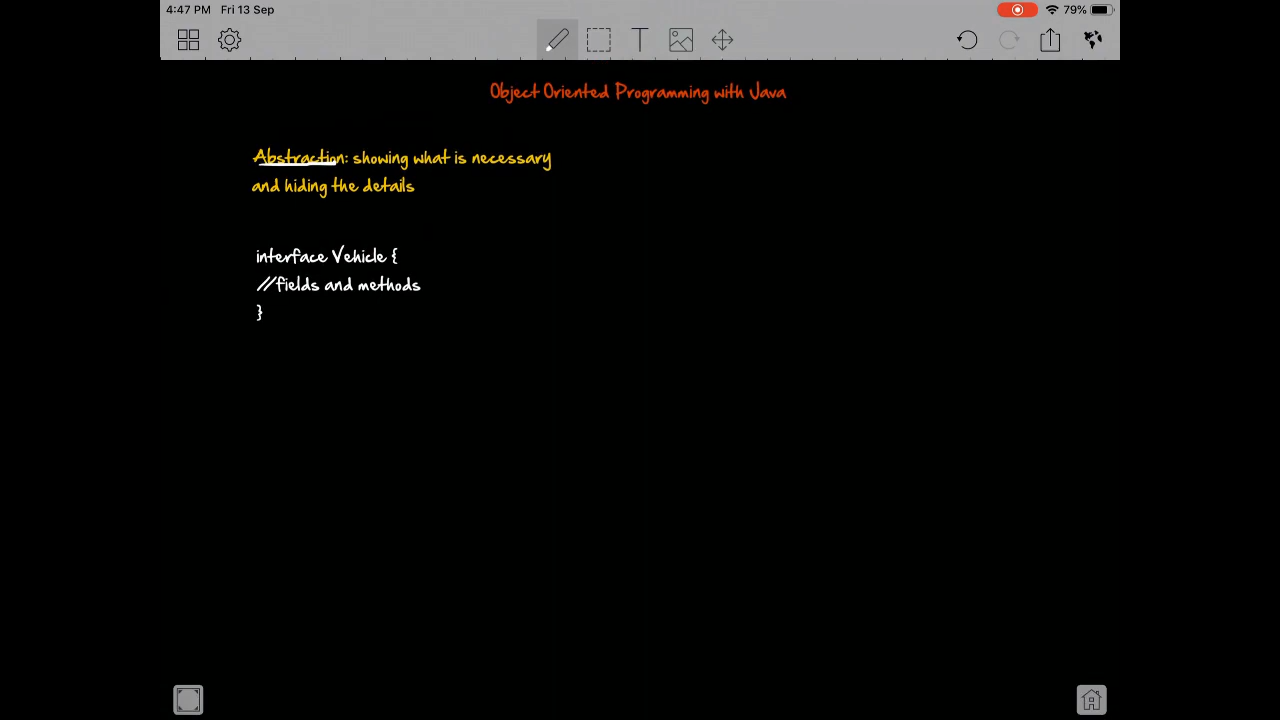 4:47 PM Fri 13 Sep 79%
T
Object Oriented Programming with Java
Abstraction: showing what is necessary
and hiding the details
interface Vehicle {
//fields and methods
}